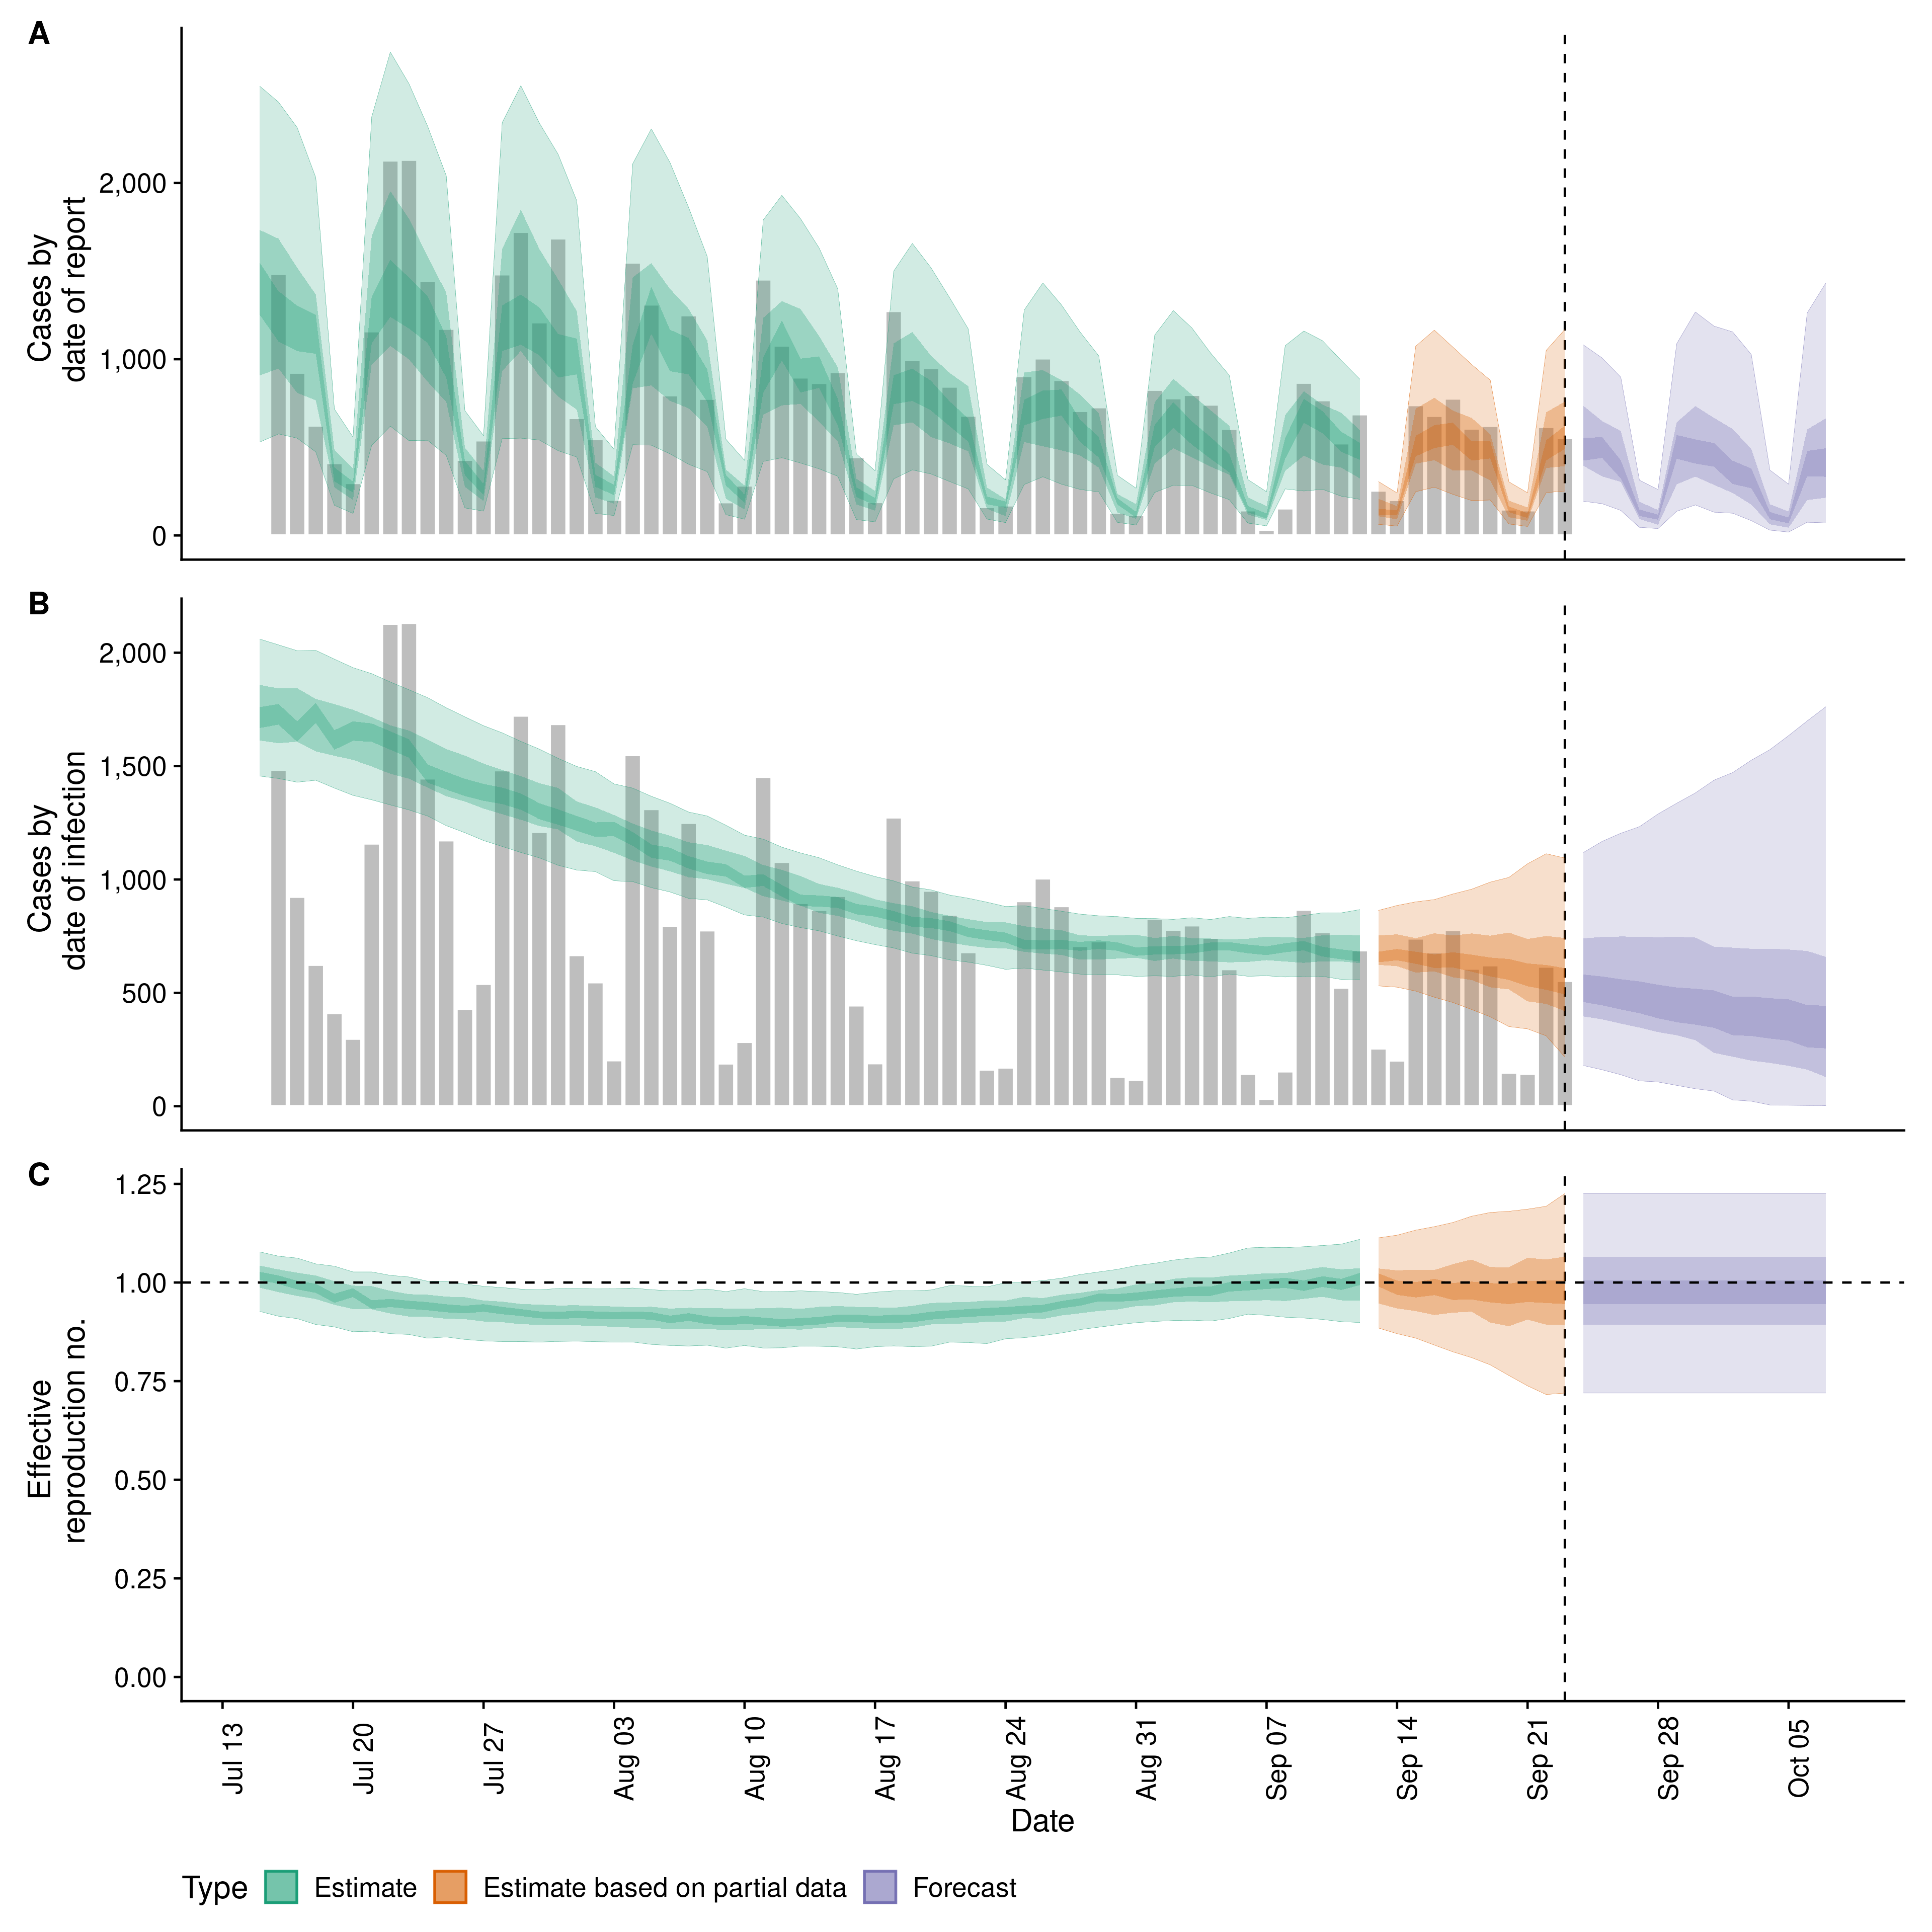 A
Cases by
date of report
2,000
1,000
0
B
Cases by
date of infection
2,000
1,500
1,000
500
0
C
Effective
reproduction no.
1.25
1.00
0.75
0.50
0.25
0.00
Jul 13
Jul 20
Jul 27
Aug 03
Aug 10
Aug 17
Aug 24
Aug 31
Sep 07
Sep 14
Sep 21
Sep 28
Oct 05
Date
Type Estimate Estimate based on partial data Forecast